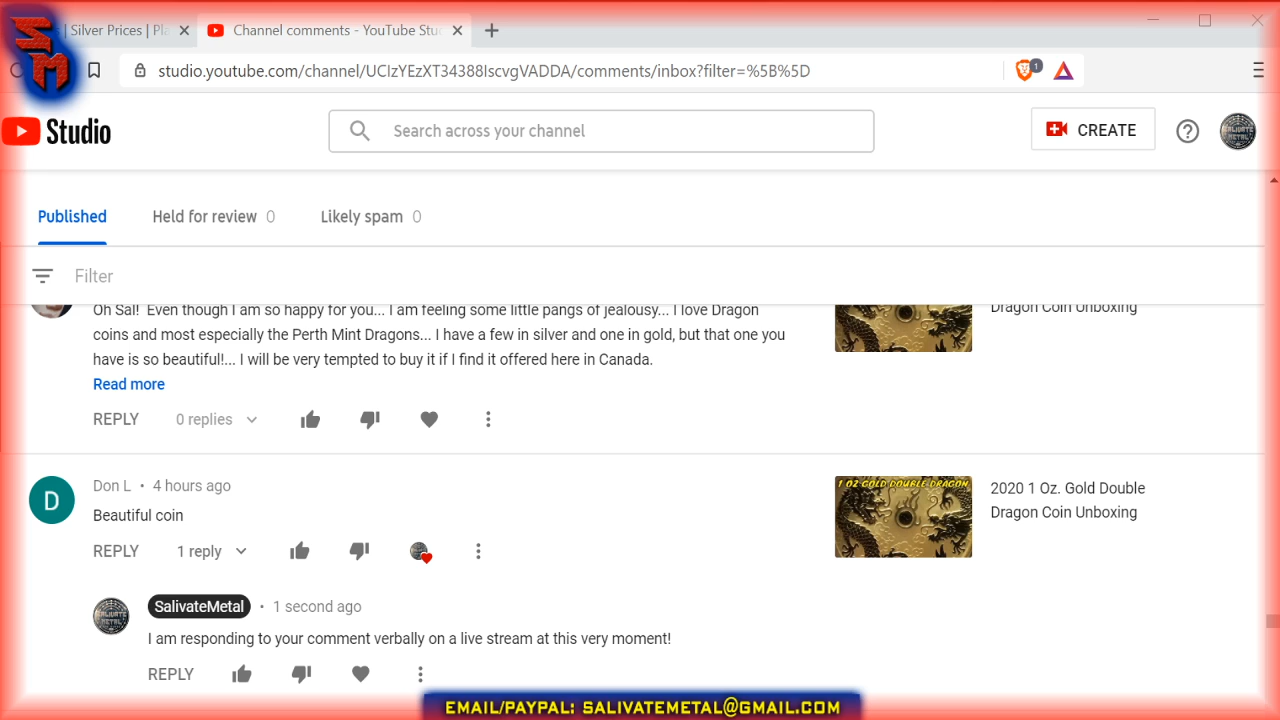 SM
| Silver Prices | Pla
Channel comments - YouTube Stud
studio.youtube.com/channel/UCIzYEzXT34388IscvgVADDA/comments/inbox?filter=%5B%5D
1
Studio
Search across your channel
CREATE
Published
Held for review 0
Likely spam 0
Filter
Oh Sal! Even though I am so happy for you... I am feeling some little pangs of jealousy... I love Dragon
coins and most especially the Perth Mint Dragons... I have a few in silver and one in gold, but that one you
have is so beautiful!... I will be very tempted to buy it if I find it offered here in Canada.
Read more
Dragon Coin Unboxing
REPLY
0 replies
D
Don L • 4 hours ago
Beautiful coin
REPLY
1 reply
1 OZ GOLD DOUBLE DRAGON
2020 1 Oz. Gold Double
Dragon Coin Unboxing
SalivateMetal • 1 second ago
I am responding to your comment verbally on a live stream at this very moment!
REPLY
EMAIL/PAYPAL: SALIVATEMETAL@GMAIL.COM